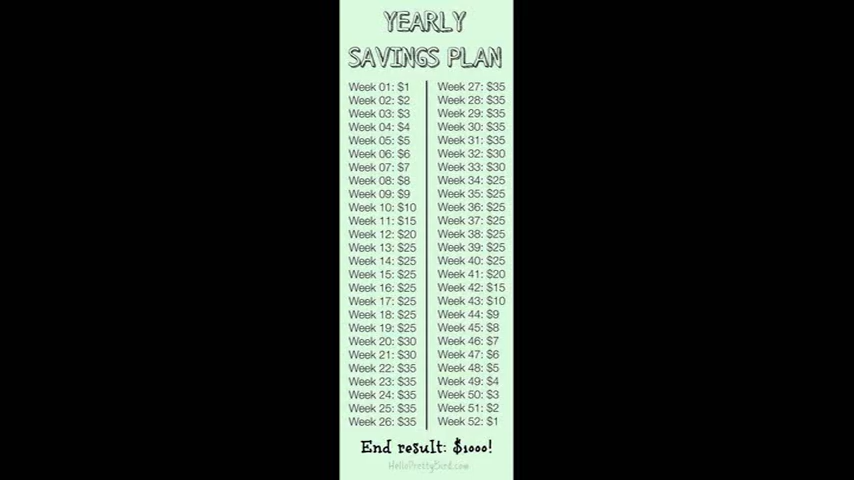 YEARLY
SAVINGS PLAN
Week 01: $1
Week 02: $2
Week 03: $3
Week 04: $4
Week 05: $5
Week 06: $6
Week 07: $7
Week 08: $8
Week 09: $9
Week 10: $10
Week 11: $15
Week 12: $20
Week 13: $25
Week 14: $25
Week 15: $25
Week 16: $25
Week 17: $25
Week 18: $25
Week 19: $25
Week 20: $30
Week 21: $30
Week 22: $35
Week 23: $35
Week 24: $35
Week 25: $35
Week 26: $35
Week 27: $35
Week 28: $35
Week 29: $35
Week 30: $35
Week 31: $35
Week 32: $30
Week 33: $30
Week 34: $25
Week 35: $25
Week 36: $25
Week 37: $25
Week 38: $25
Week 39: $25
Week 40: $25
Week 41: $20
Week 42: $15
Week 43: $10
Week 44: $9
Week 45: $8
Week 46: $7
Week 47: $6
Week 48: $5
Week 49: $4
Week 50: $3
Week 51: $2
Week 52: $1
End result: $1000!
HelloPrettyBird.com